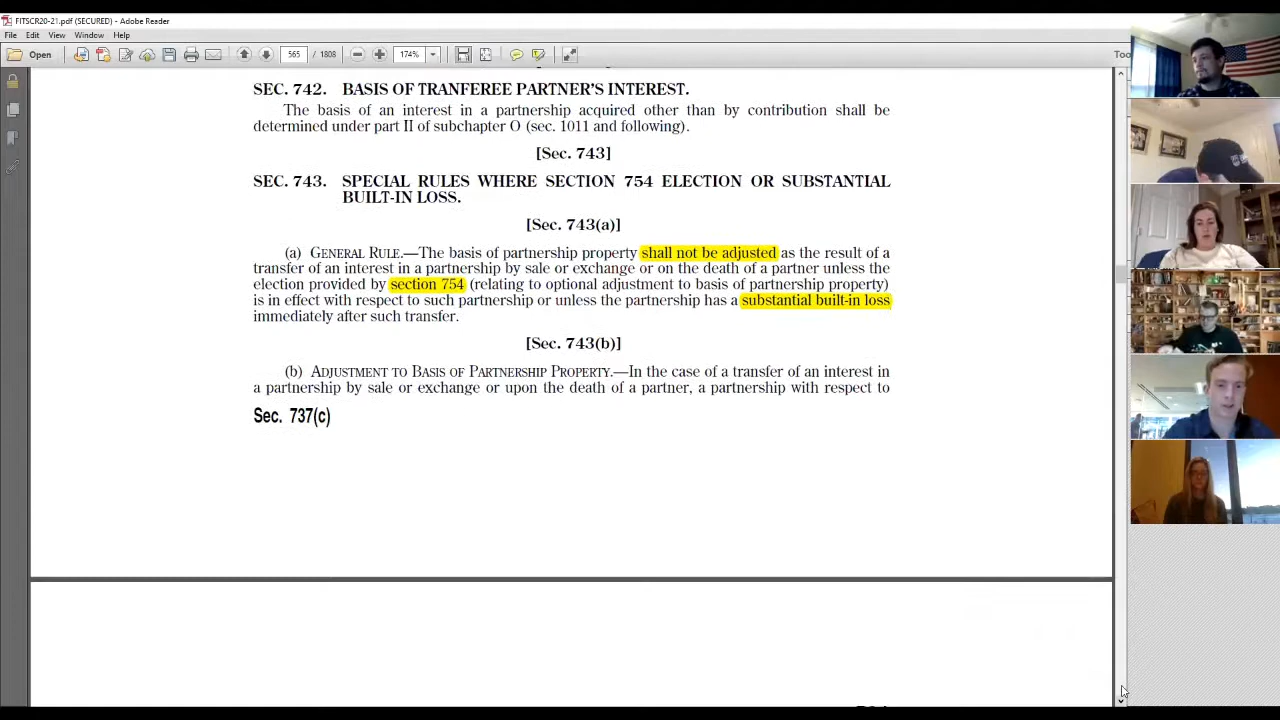 FITSCR20-21.pdf (SECURED) - Adobe Reader
File Edit View Window Help
Open 565 / 1808 174% Too
SEC. 742. BASIS OF TRANFEREE PARTNER'S INTEREST.
The basis of an interest in a partnership acquired other than by contribution shall be
determined under part II of subchapter O (sec. 1011 and following).
[Sec. 743]
SEC. 743. SPECIAL RULES WHERE SECTION 754 ELECTION OR SUBSTANTIAL
BUILT-IN LOSS.
[Sec. 743(a)]
(a) GENERAL RULE.—The basis of partnership property shall not be adjusted as the result of a
transfer of an interest in a partnership by sale or exchange or on the death of a partner unless the
election provided by section 754 (relating to optional adjustment to basis of partnership property)
is in effect with respect to such partnership or unless the partnership has a substantial built-in loss
immediately after such transfer.
[Sec. 743(b)]
(b) ADJUSTMENT TO BASIS OF PARTNERSHIP PROPERTY.—In the case of a transfer of an interest in
a partnership by sale or exchange or upon the death of a partner, a partnership with respect to
Sec. 737(c)